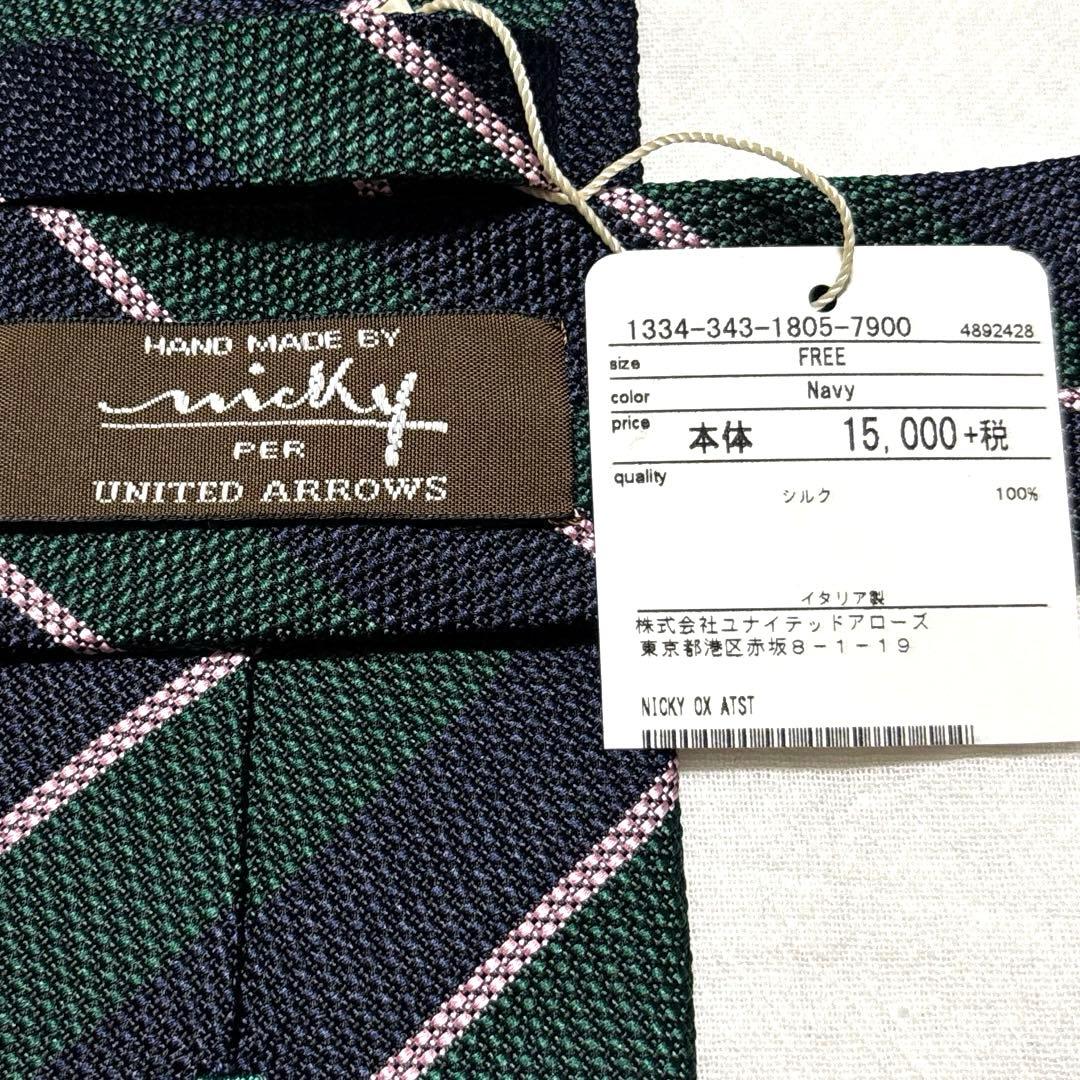 HAND MADE BY
nicky
PER
UNITED ARROWS
1334-343-1805-7900 4892428
size FREE
color Navy
price 本体 15,000+税
quality
シルク 100%
イタリア製
株式会社ユナイテッドアローズ
東京都港区赤坂8-1-19
NICKY OX ATST